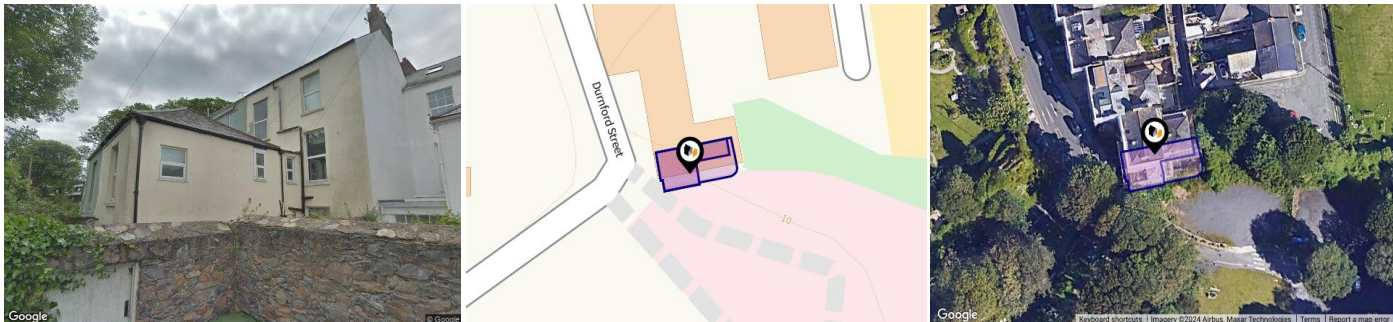 Google
© Google
Durnford Street
10
Google
Keyboard shortcuts
Imagery ©2024 Airbus, Maxar Technologies
Terms
Report a map error